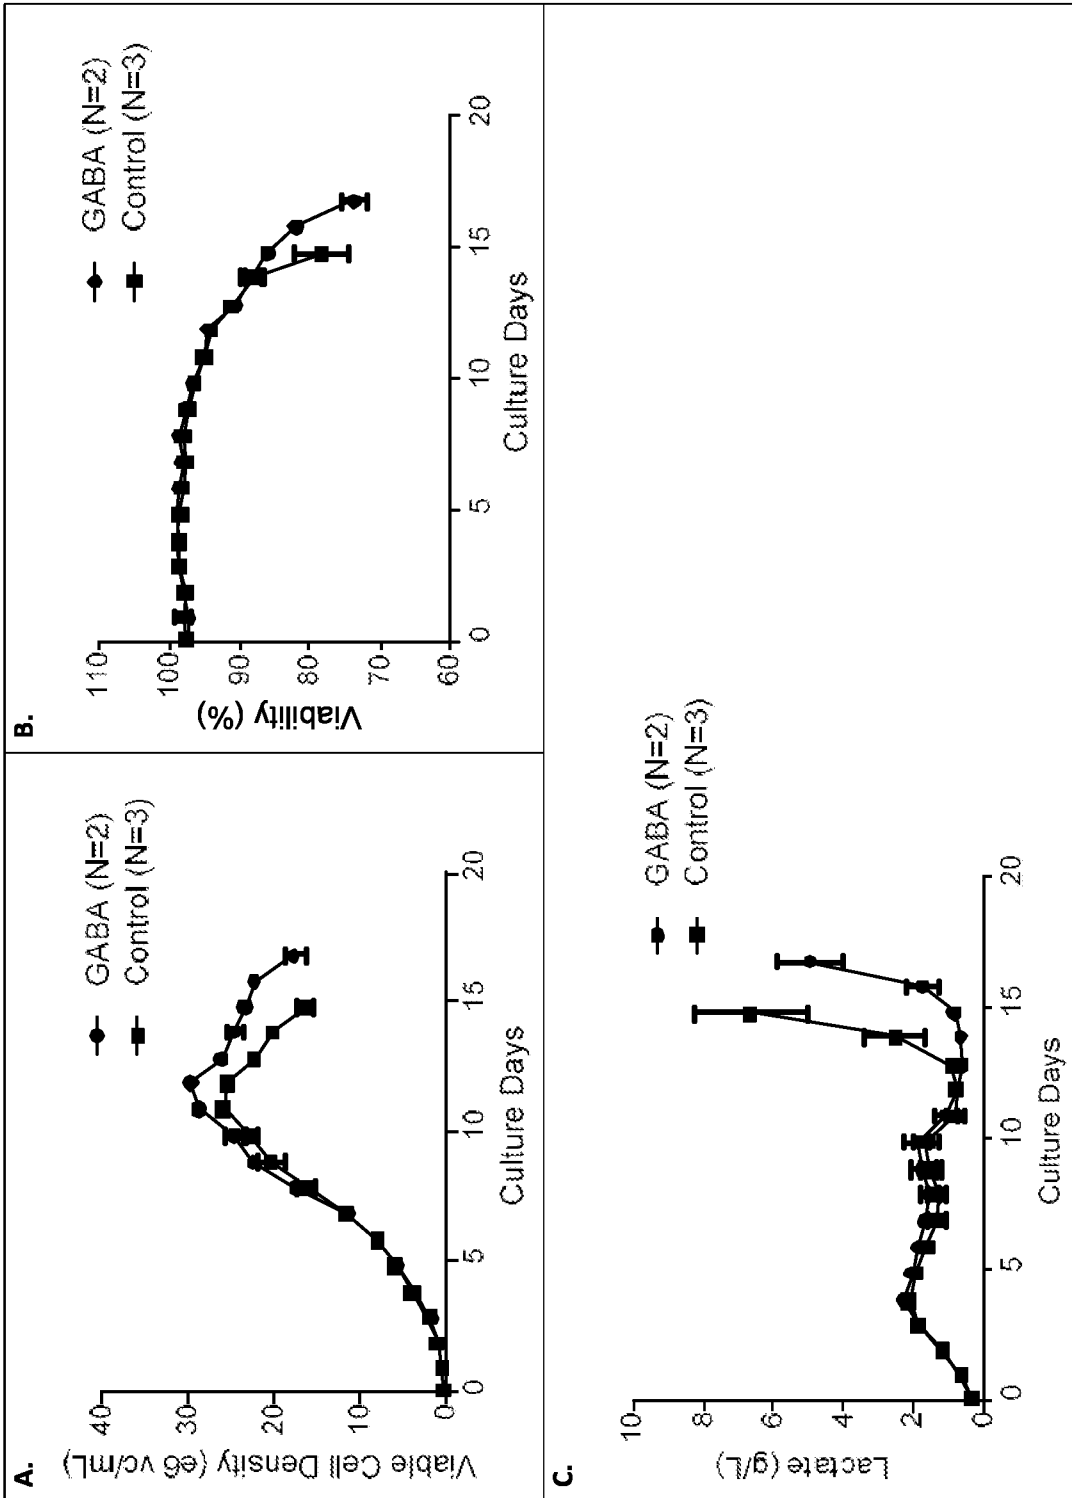 A.
GABA (N=2)
Control (N=3)
Viable Cell Density (e6 vc/mL)
40
30
20
10
0
0
5
10
15
20
Culture Days
B.
GABA (N=2)
Control (N=3)
Viability (%)
110
100
90
80
70
60
0
5
10
15
20
Culture Days
C.
GABA (N=2)
Control (N=3)
Lactate (g/L)
10
8
6
4
2
0
0
5
10
15
20
Culture Days